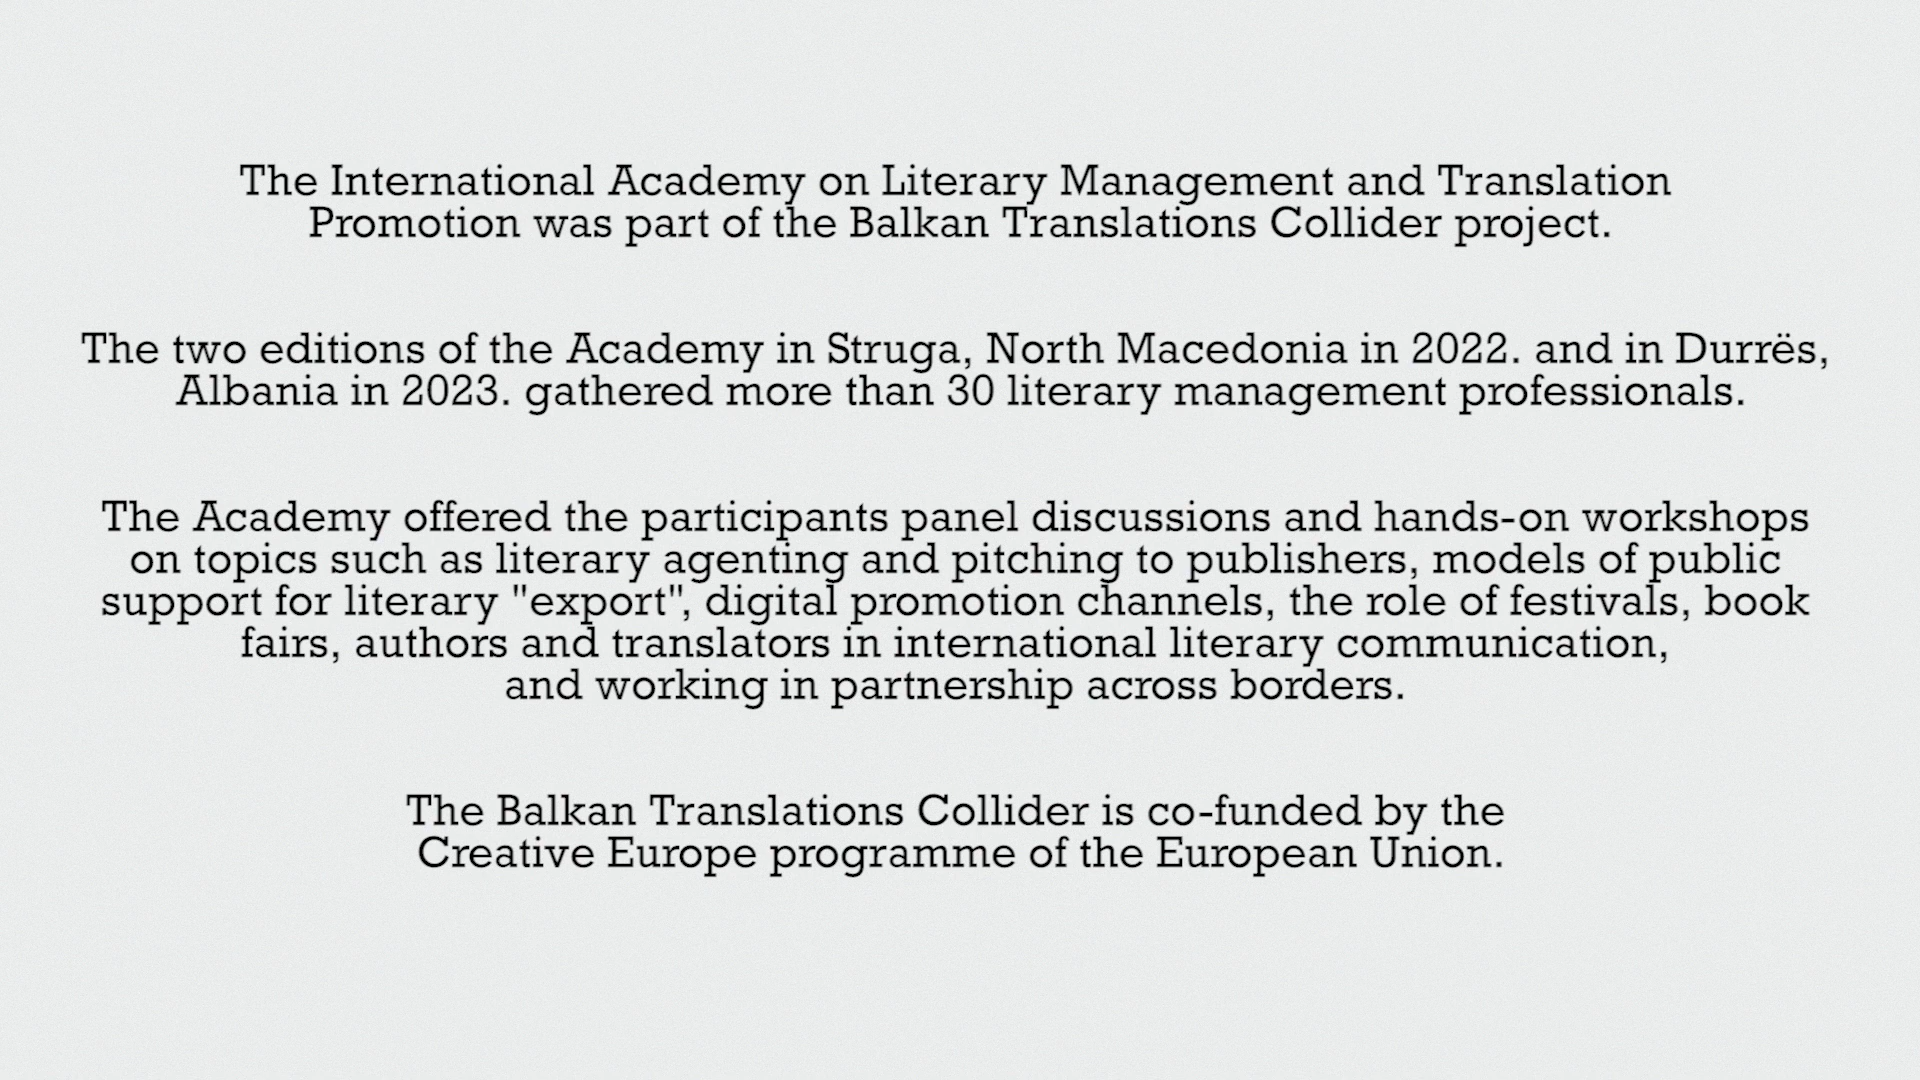 The International Academy on Literary Management and Translation
Promotion was part of the Balkan Translations Collider project.
The two editions of the Academy in Struga, North Macedonia in 2022. and in Durrës,
Albania in 2023. gathered more than 30 literary management professionals.
The Academy offered the participants panel discussions and hands-on workshops
on topics such as literary agenting and pitching to publishers, models of public
support for literary "export", digital promotion channels, the role of festivals, book
fairs, authors and translators in international literary communication,
and working in partnership across borders.
The Balkan Translations Collider is co-funded by the
Creative Europe programme of the European Union.